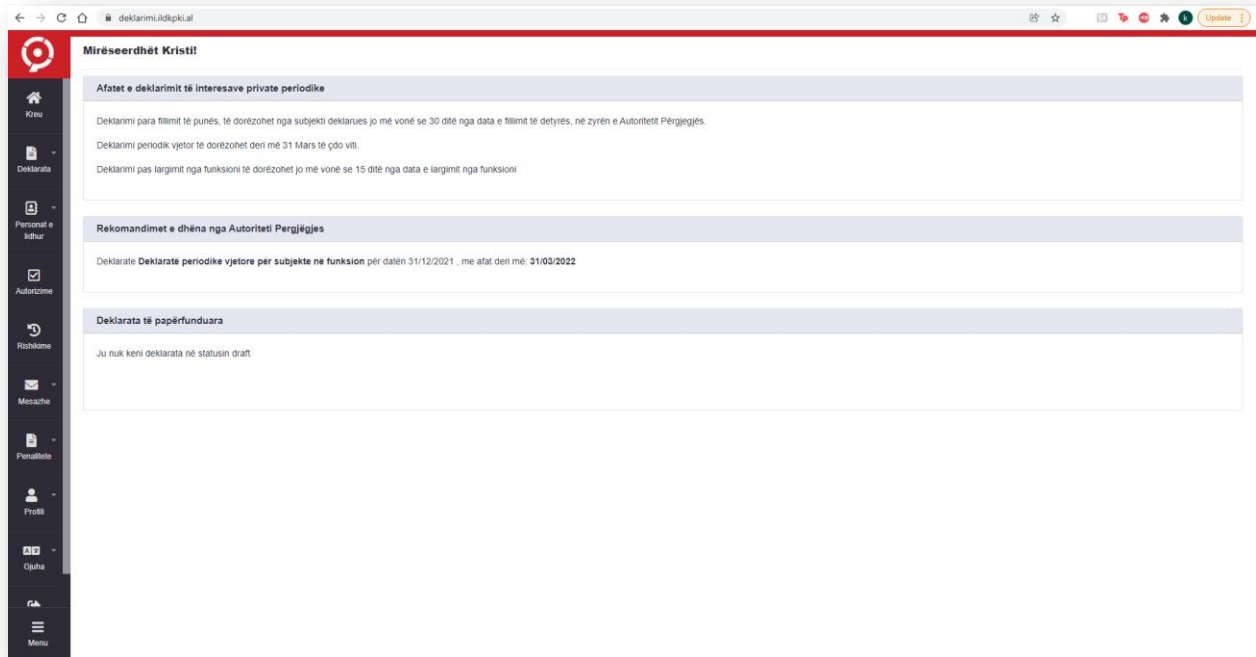 deklarimi.ildkpki.al
Tp
k
Update
Mirëseerdhët Kristi!
Kreu
Deklarata
Personat e
lidhur
Autorizime
Rishikime
Mesazhe
Penalitete
Profili
Gjuha
Menu
Afatet e deklarimit të interesave private periodike
Deklarimi para fillimit të punës, të dorëzohet nga subjekti deklarues jo më vonë se 30 ditë nga data e fillimit të detyrës, në zyrën e Autoritetit Përgjegjës.
Deklarimi periodik vjetor të dorëzohet deri më 31 Mars të çdo viti.
Deklarimi pas largimit nga funksioni të dorëzohet jo më vonë se 15 ditë nga data e largimit nga funksioni
Rekomandimet e dhëna nga Autoriteti Pergjëgjes
Deklarate Deklaratë periodike vjetore për subjekte në funksion për datën 31/12/2021 , me afat deri më: 31/03/2022
Deklarata të papërfunduara
Ju nuk keni deklarata në statusin draft